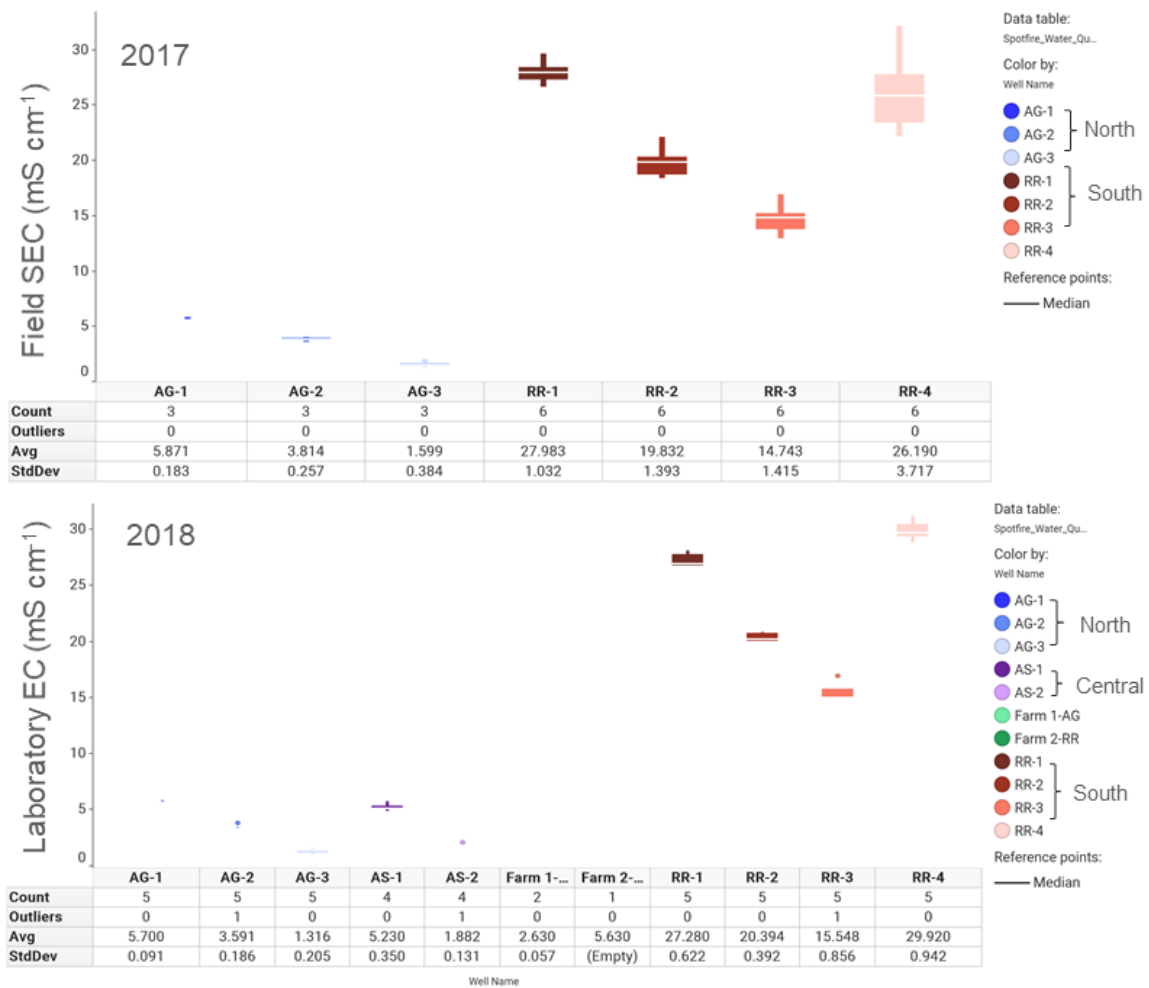 2017
Field SEC (mS cm-1)
30
25
20
15
10
5
0
AG-1 AG-2 AG-3 RR-1 RR-2 RR-3 RR-4
Count 3 3 3 6 6 6 6
Outliers 0 0 0 0 0 0 0
Avg 5.871 3.814 1.599 27.983 19.832 14.743 26.190
StdDev 0.183 0.257 0.384 1.032 1.393 1.415 3.717
Data table:
Spotfire_Water_Qu...
Color by:
Well Name
AG-1
AG-2
AG-3
North
RR-1
RR-2
RR-3
South
RR-4
Reference points:
Median
2018
Laboratory EC (mS cm-1)
30
25
20
15
10
5
0
AG-1 AG-2 AG-3 AS-1 AS-2 Farm 1-... Farm 2-... RR-1 RR-2 RR-3 RR-4
Count 5 5 5 4 4 2 1 5 5 5 5
Outliers 0 1 0 0 1 0 0 0 0 1 0
Avg 5.700 3.591 1.316 5.230 1.882 2.630 5.630 27.280 20.394 15.548 29.920
StdDev 0.091 0.186 0.205 0.350 0.131 0.057 (Empty) 0.622 0.392 0.856 0.942
Well Name
Data table:
Spotfire_Water_Qu...
Color by:
Well Name
AG-1
AG-2
AG-3
North
AS-1
AS-2
Central
Farm 1-AG
Farm 2-RR
RR-1
RR-2
RR-3
South
RR-4
Reference points:
Median